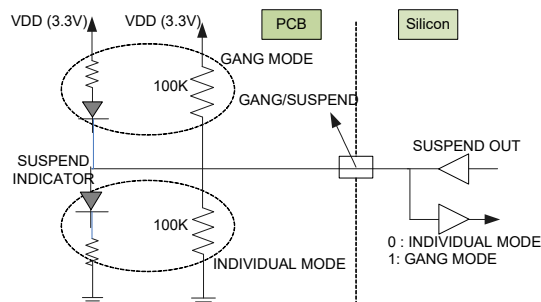 VDD (3.3V) VDD (3.3V)
PCB
Silicon
GANG MODE
100K
GANG/SUSPEND
SUSPEND OUT
SUSPEND
INDICATOR
100K
0 : INDIVIDUAL MODE
1: GANG MODE
INDIVIDUAL MODE